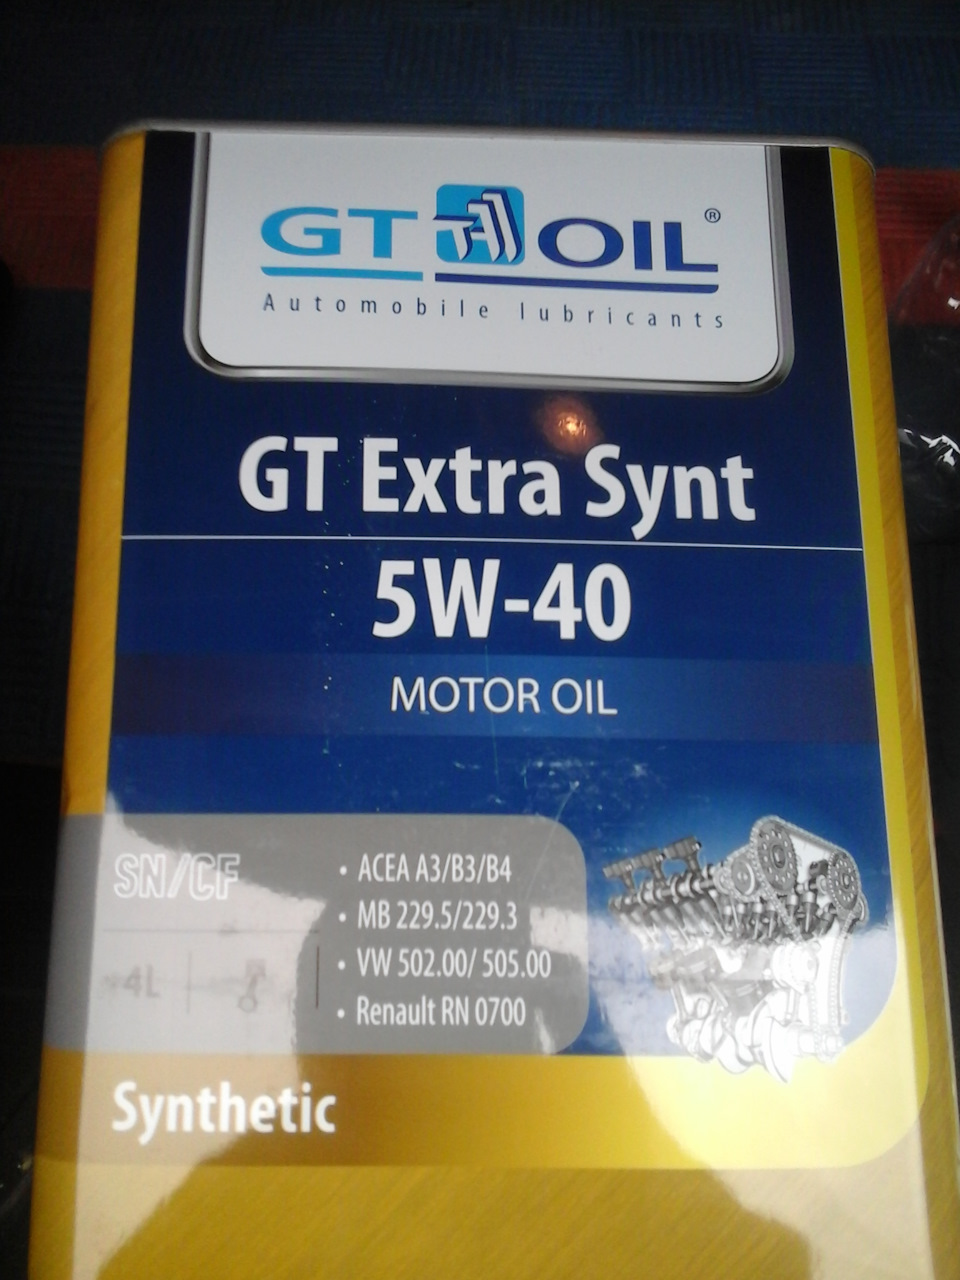 GT OIL®
Automobile lubricants
GT Extra Synt
5W-40
MOTOR OIL
SN/CF
• ACEA A3/B3/B4
• MB 229.5/229.3
• VW 502.00/ 505.00
• Renault RN 0700
4L
Synthetic